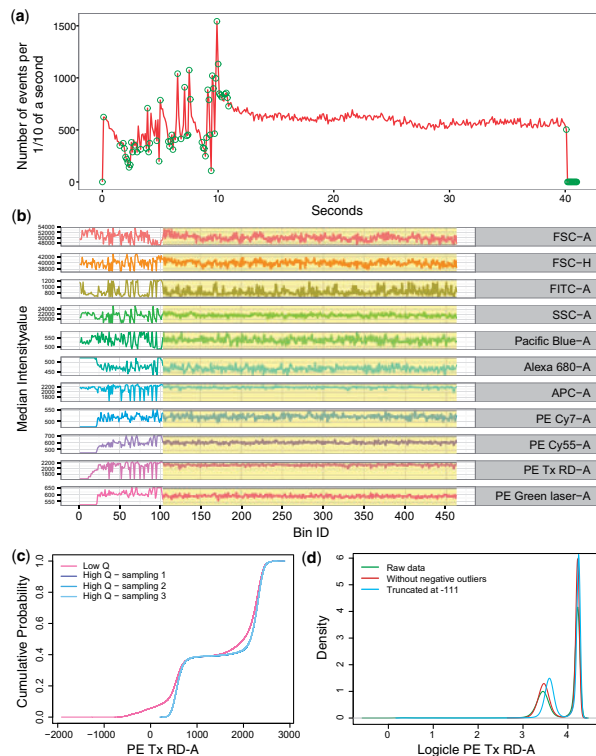 (a)
Number of events per
1/10 of a second
1500
1000
500
0
0 10 20 30 40
Seconds
(b)
Median Intensityvalue
54000
52000
50000
48000
FSC−A
42000
40000
38000
36000
FSC−H
1200
1000
800
FITC−A
24000
22000
20000
SSC−A
550
500
Pacific Blue−A
500
450
Alexa 680−A
2200
2000
1800
APC−A
550
500
PE Cy7−A
700
600
500
PE Cy55−A
2200
2000
1800
PE Tx RD−A
650
600
550
PE Green laser−A
0 50 100 150 200 250 300 350 400 450
Bin ID
(c)
Cumulative Probability
1.0
0.8
0.6
0.4
0.2
0.0
Low Q
High Q − sampling 1
High Q − sampling 2
High Q − sampling 3
−2000 −1000 0 1000 2000 3000
PE Tx RD-A
(d)
Density
6
5
4
3
2
1
0
Raw data
Without negative outliers
Truncated at -111
0 1 2 3 4
Logicle PE Tx RD-A